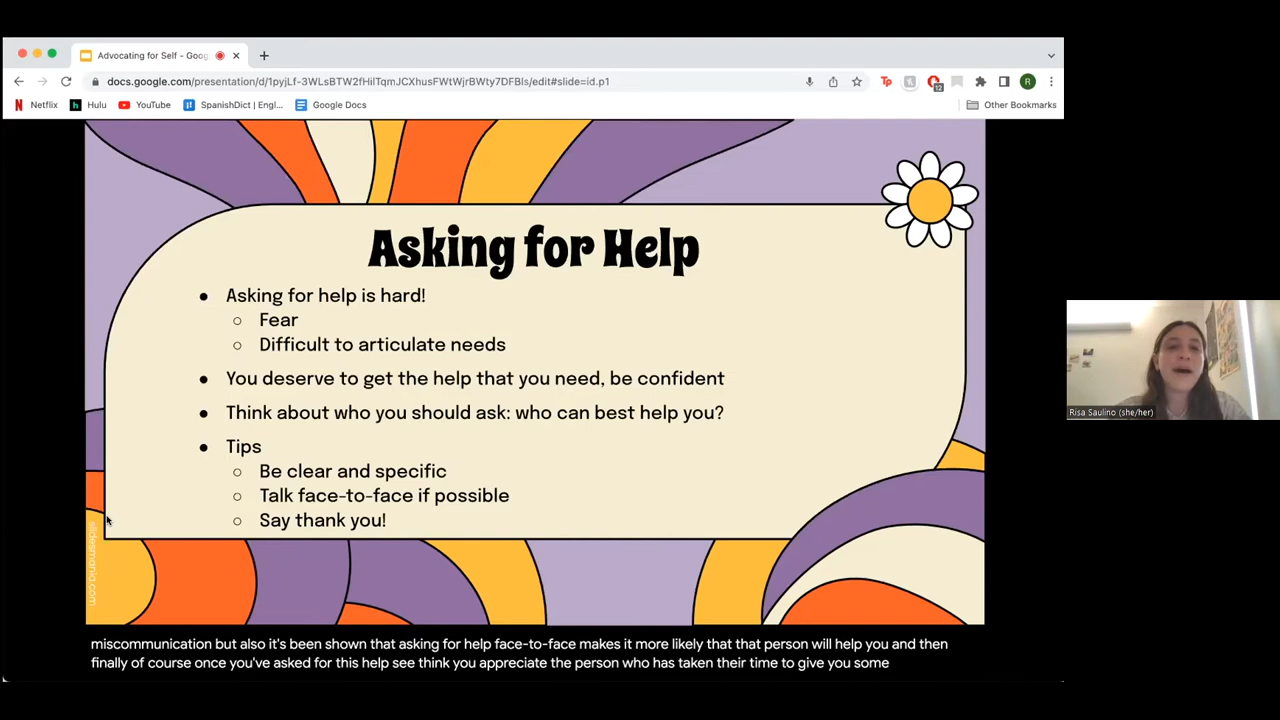 Advocating for Self - Goog
docs.google.com/presentation/d/1pyjLf-3WLsBTW2fHilTqmJCXhusFWtWjrBWty7DFBls/edit#slide=id.p1
Tp
12
R
Netflix
Hulu
YouTube
SpanishDict | Engl...
Google Docs
Other Bookmarks
Asking for Help
Asking for help is hard!
Fear
Difficult to articulate needs
You deserve to get the help that you need, be confident
Think about who you should ask: who can best help you?
Tips
Be clear and specific
Talk face-to-face if possible
Say thank you!
slidesmania.com
Risa Saulino (she/her)
miscommunication but also it's been shown that asking for help face-to-face makes it more likely that that person will help you and then
finally of course once you've asked for this help see think you appreciate the person who has taken their time to give you some